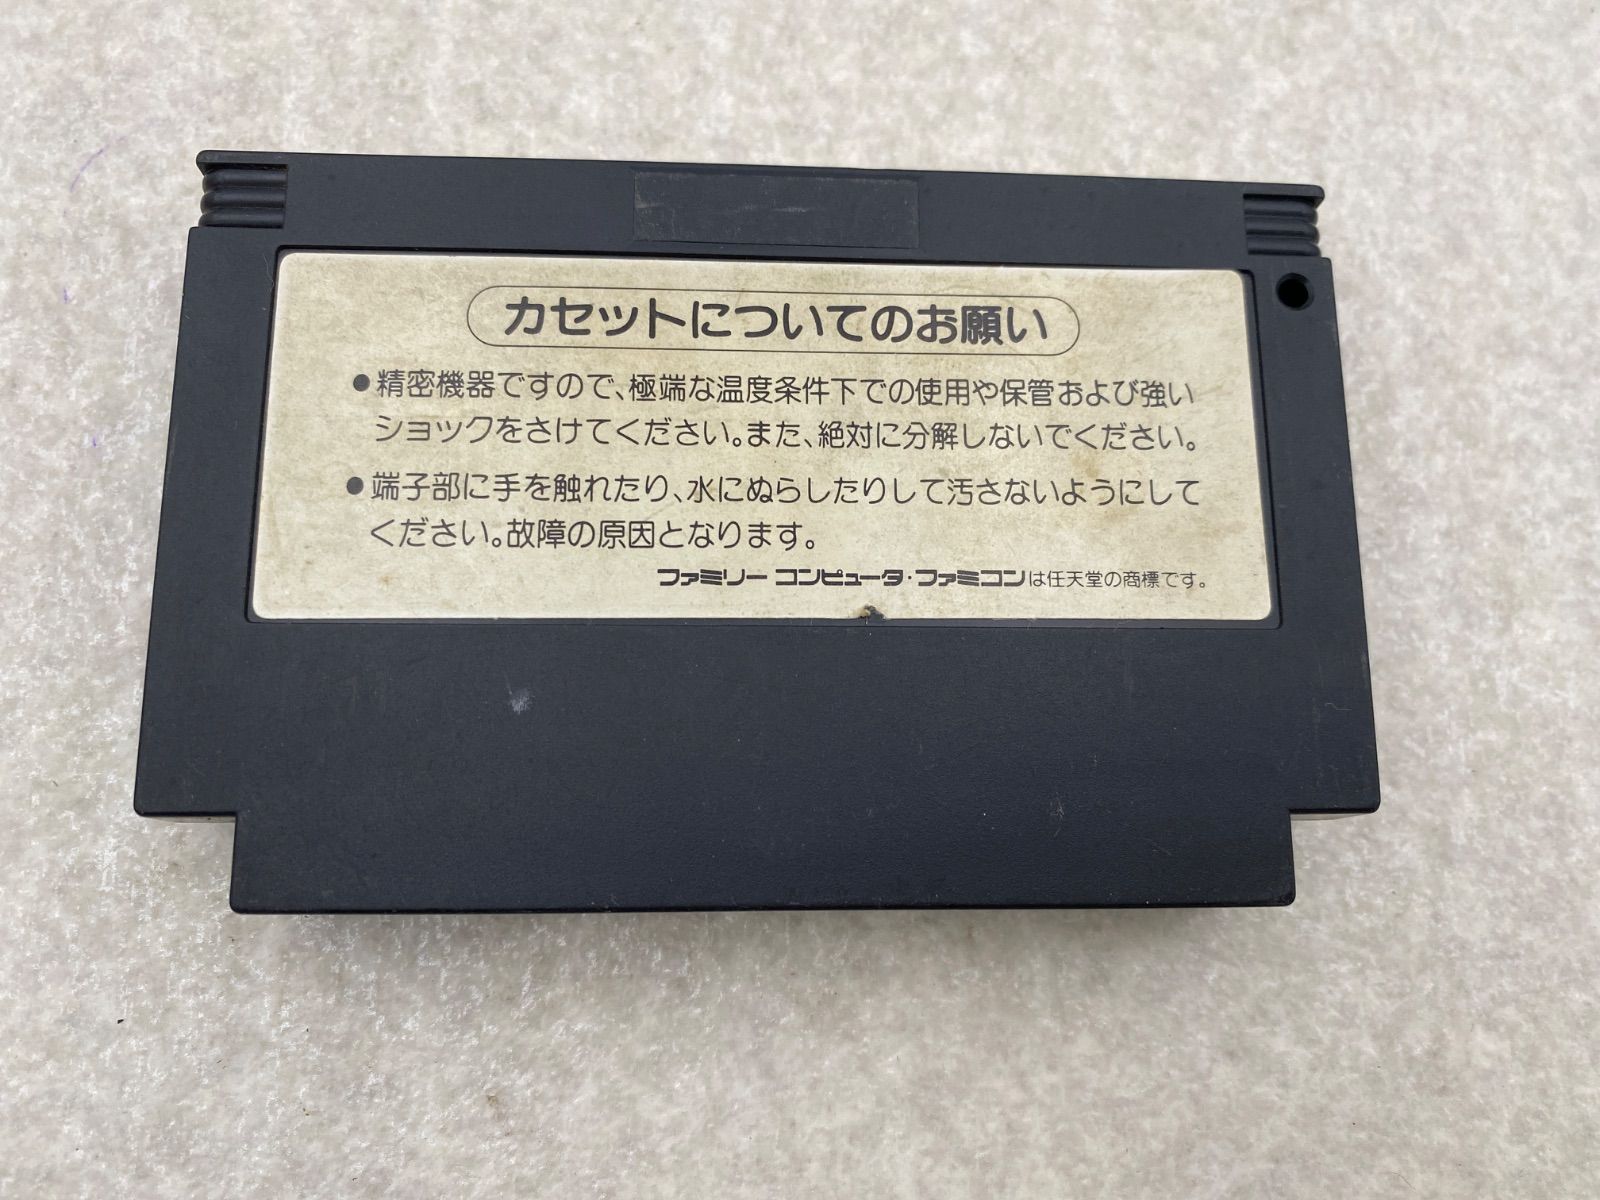 カセットについてのお願い
●精密機器ですので、極端な温度条件下での使用や保管および強い
ショックをさけてください。また、絶対に分解しないでください。
●端子部に手を触れたり、水にぬらしたりして汚さないようにして
ください。故障の原因となります。
ファミリー コンピュータ・ファミコンは任天堂の商標です。